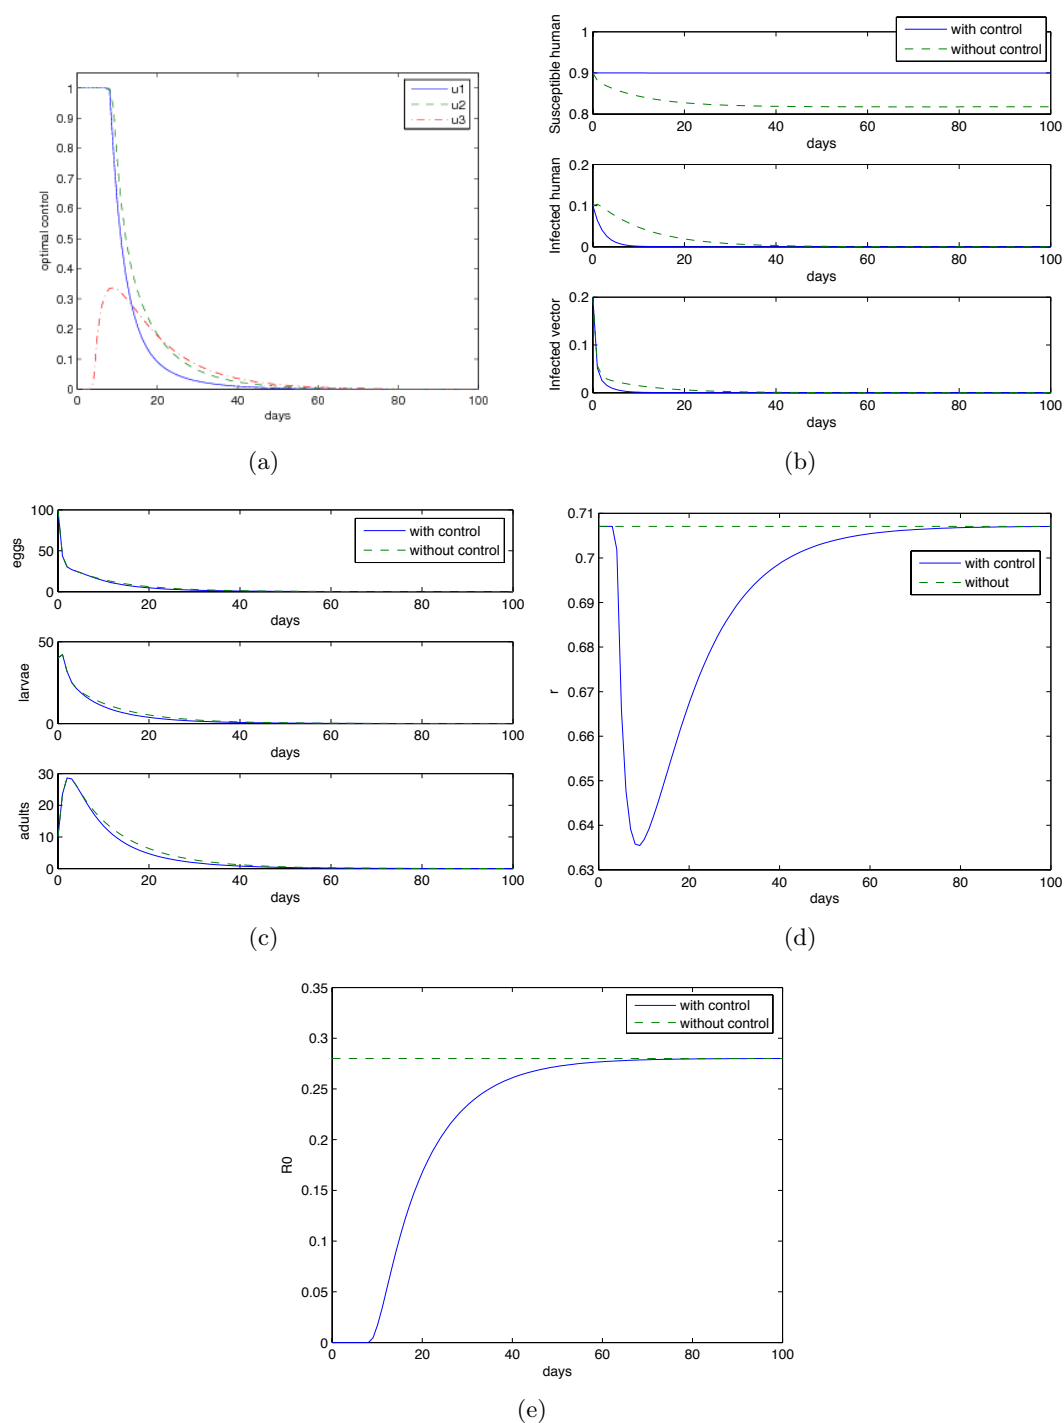 1
0.9
0.8
0.7
0.6
0.5
0.4
0.3
0.2
0.1
0
optimal control
0 20 40 60 80 100
days
u1
u2
u3
(a)
with control
without control
Susceptible human
1
0.9
0.8
0 20 40 60 80 100
days
Infected human
0.2
0.1
0
0 20 40 60 80 100
days
Infected vector
0.2
0.1
0
0 20 40 60 80 100
days
(b)
eggs
100
50
0
with control
without control
0 20 40 60 80 100
days
larvae
50
0
0 20 40 60 80 100
days
adults
30
20
10
0
0 20 40 60 80 100
days
(c)
0.71
0.7
0.69
0.68
0.67
0.66
0.65
0.64
0.63
r
with control
without
0 20 40 60 80 100
days
(d)
0.35
0.3
0.25
0.2
0.15
0.1
0.05
0
R0
with control
without control
0 20 40 60 80 100
days
(e)